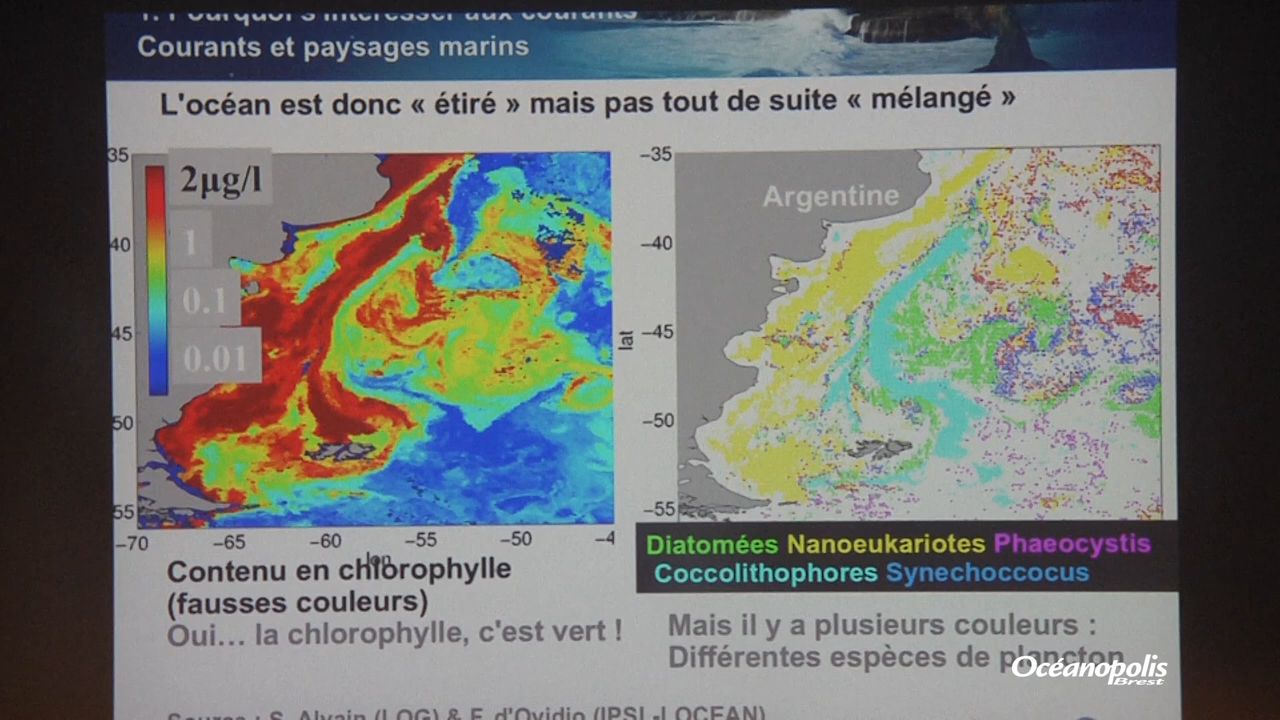 1. Pourquoi s'intéresser aux courants
Courants et paysages marins
L'océan est donc « étiré » mais pas tout de suite « mélangé »
35
2µg/l
1
40
0.1
45
0.01
50
55
−70
−65
−60
−55
−50
−4
lon
Contenu en chlorophylle
(fausses couleurs)
Oui... la chlorophylle, c'est vert !
−35
Argentine
−40
−45
lat
−50
−55
Diatomées Nanoeukariotes Phaeocystis
Coccolithophores Synechoccocus
Mais il y a plusieurs couleurs :
Différentes espèces de plancton
Océanopolis
Brest
Source : S. Alvain (LOG) & F. d'Ovidio (IPSL-LOCEAN)